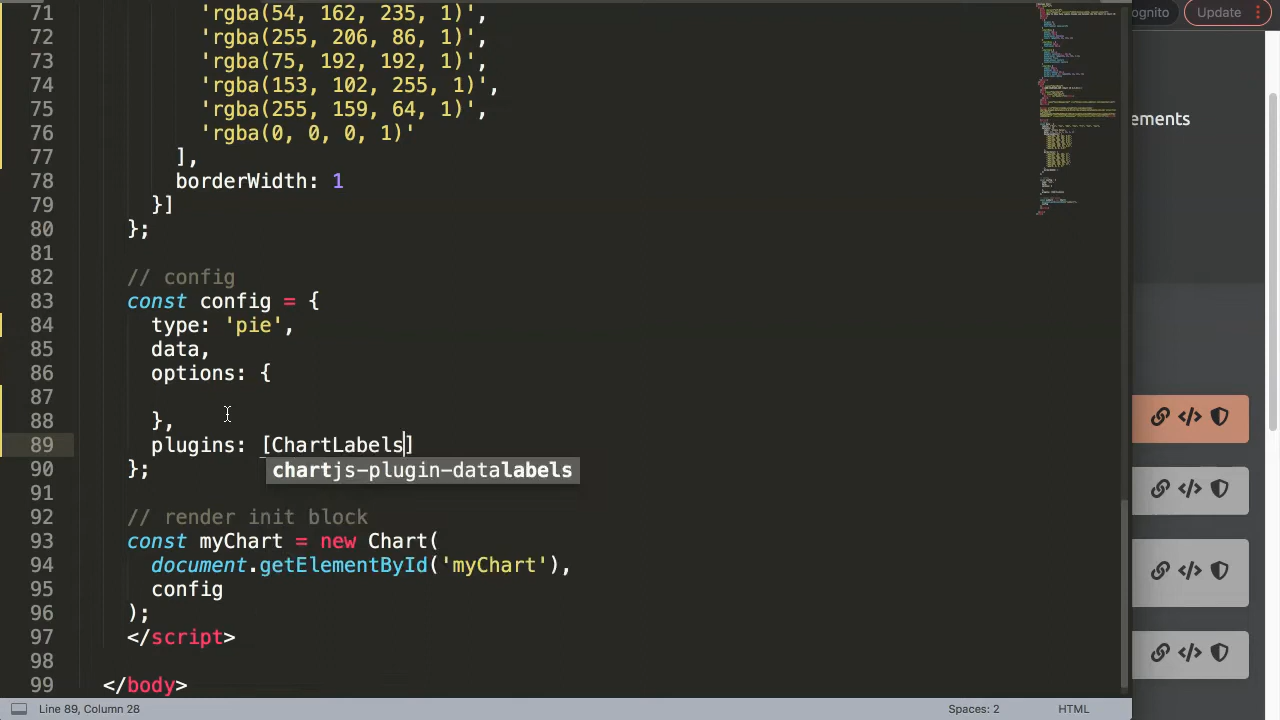 71 'rgba(54, 162, 235, 1)',
72 'rgba(255, 206, 86, 1)',
73 'rgba(75, 192, 192, 1)',
74 'rgba(153, 102, 255, 1)',
75 'rgba(255, 159, 64, 1)',
76 'rgba(0, 0, 0, 1)'
77 ],
78 borderWidth: 1
79 }]
80 };
81
82 // config
83 const config = {
84 type: 'pie',
85 data,
86 options: {
87
88 },
89 plugins: [ChartLabels]
chartjs-plugin-datalabels
90 };
91
92 // render init block
93 const myChart = new Chart(
94 document.getElementById('myChart'),
95 config
96 );
97 </script>
98
99 </body>
Line 89, Column 28
Spaces: 2
HTML
ognito
Update
ements